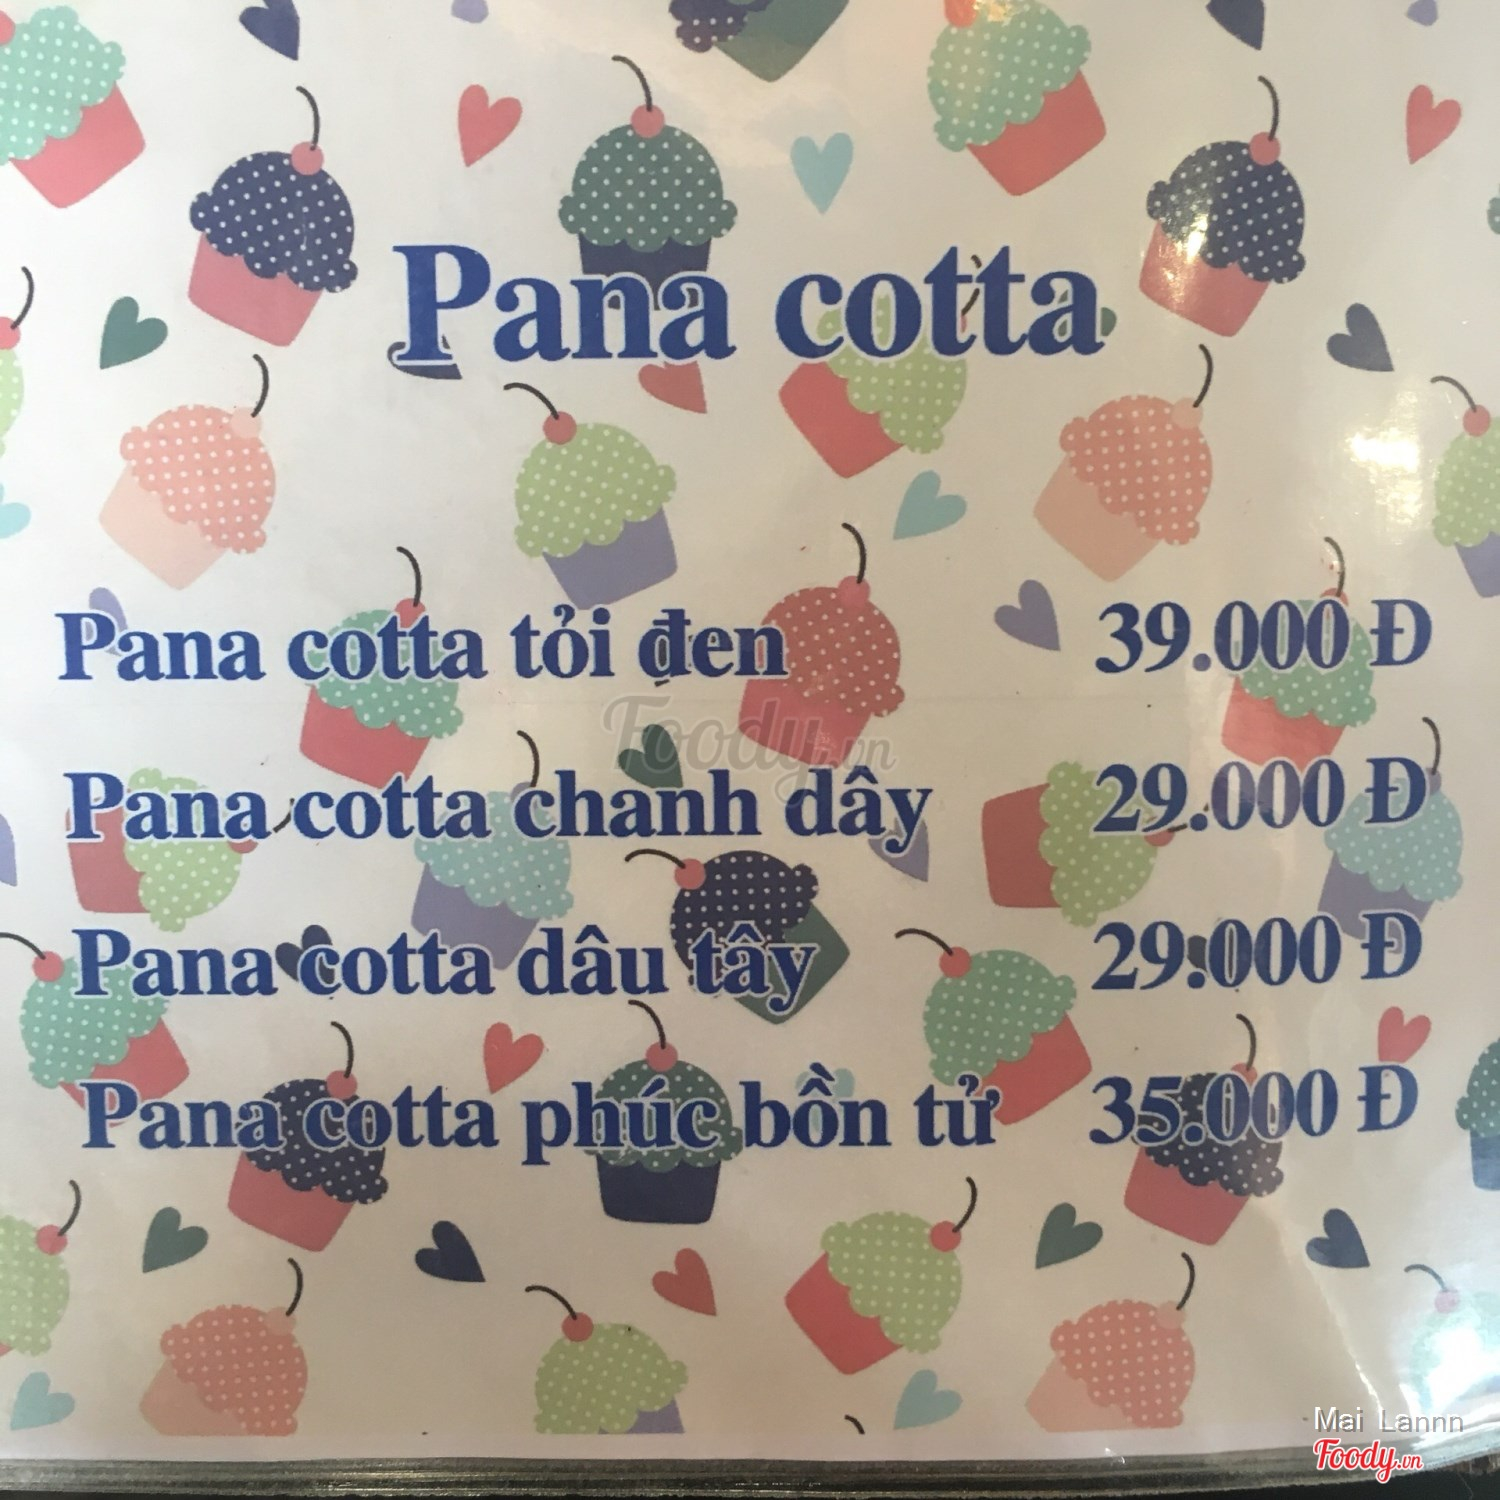 Pana cotta
Pana cotta tỏi đen 39.000 Đ
Foody.vn
Pana cotta chanh dây 29.000 Đ
Pana cotta dâu tây 29.000 Đ
Pana cotta phúc bồn tử 35.000 Đ
Mai Lannn
Foody.vn